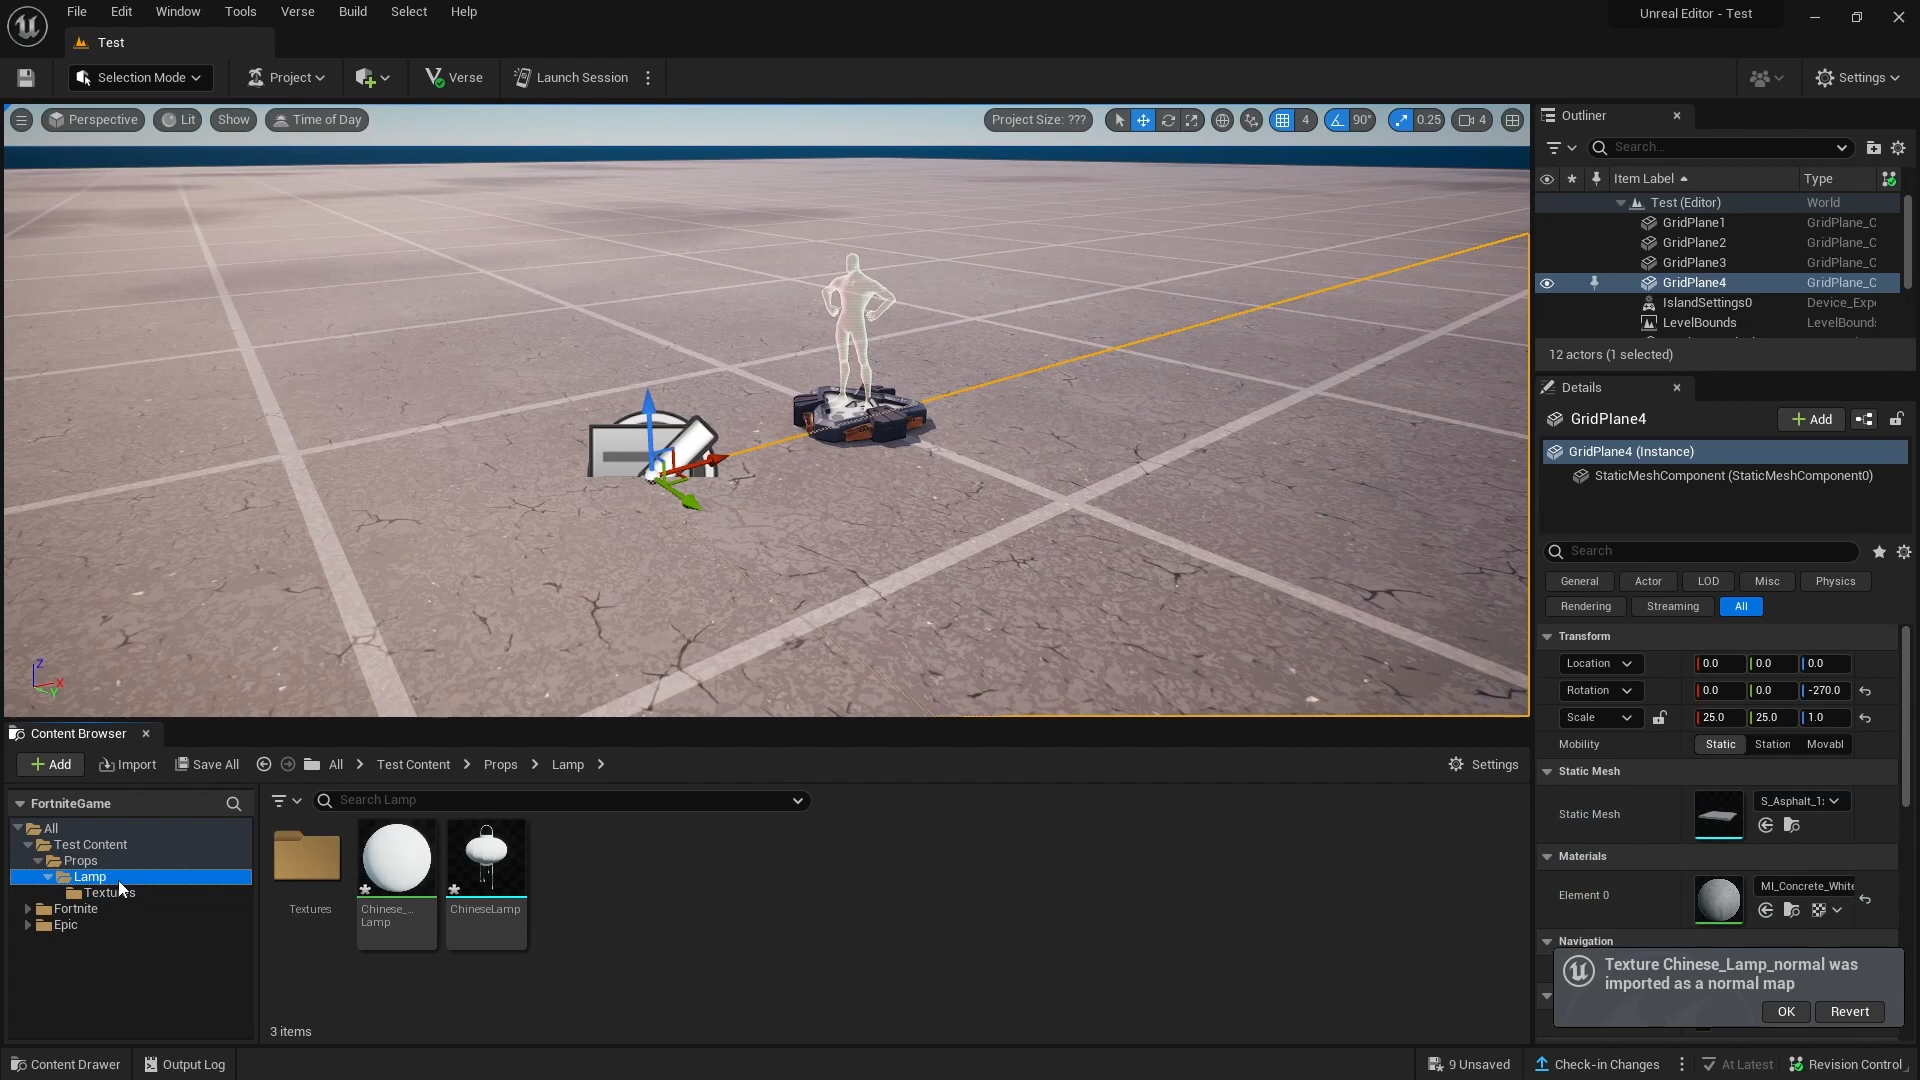 File Edit Window Tools Verse Build Select Help
Unreal Editor - Test
Test
Selection Mode
Project
Verse
Launch Session
Settings
Perspective
Lit
Show
Time of Day
Project Size: ???
4
90°
0.25
4
Z
X
Y
Outliner
Search...
Item Label
Type
Test (Editor) World
GridPlane1 GridPlane_C
GridPlane2 GridPlane_C
GridPlane3 GridPlane_C
GridPlane4 GridPlane_C
IslandSettings0 Device_Exp
LevelBounds LevelBound
12 actors (1 selected)
Details
GridPlane4
Add
GridPlane4 (Instance)
StaticMeshComponent (StaticMeshComponent0)
Search
General Actor LOD Misc Physics
Rendering Streaming All
Transform
Location 0.0 0.0 0.0
Rotation 0.0 0.0 -270.0
Scale 25.0 25.0 1.0
Mobility Static Station Movabl
Static Mesh
Static Mesh S_Asphalt_1
Materials
Element 0 MI_Concrete_White
Navigation
Texture Chinese_Lamp_normal was
imported as a normal map
OK Revert
Content Browser
Add Import Save All All Test Content Props Lamp Settings
FortniteGame
All
Test Content
Props
Lamp
Textures
Fortnite
Epic
Search Lamp
Textures
Chinese_...
Lamp
ChineseLamp
3 items
Content Drawer Output Log 9 Unsaved Check-in Changes At Latest Revision Control